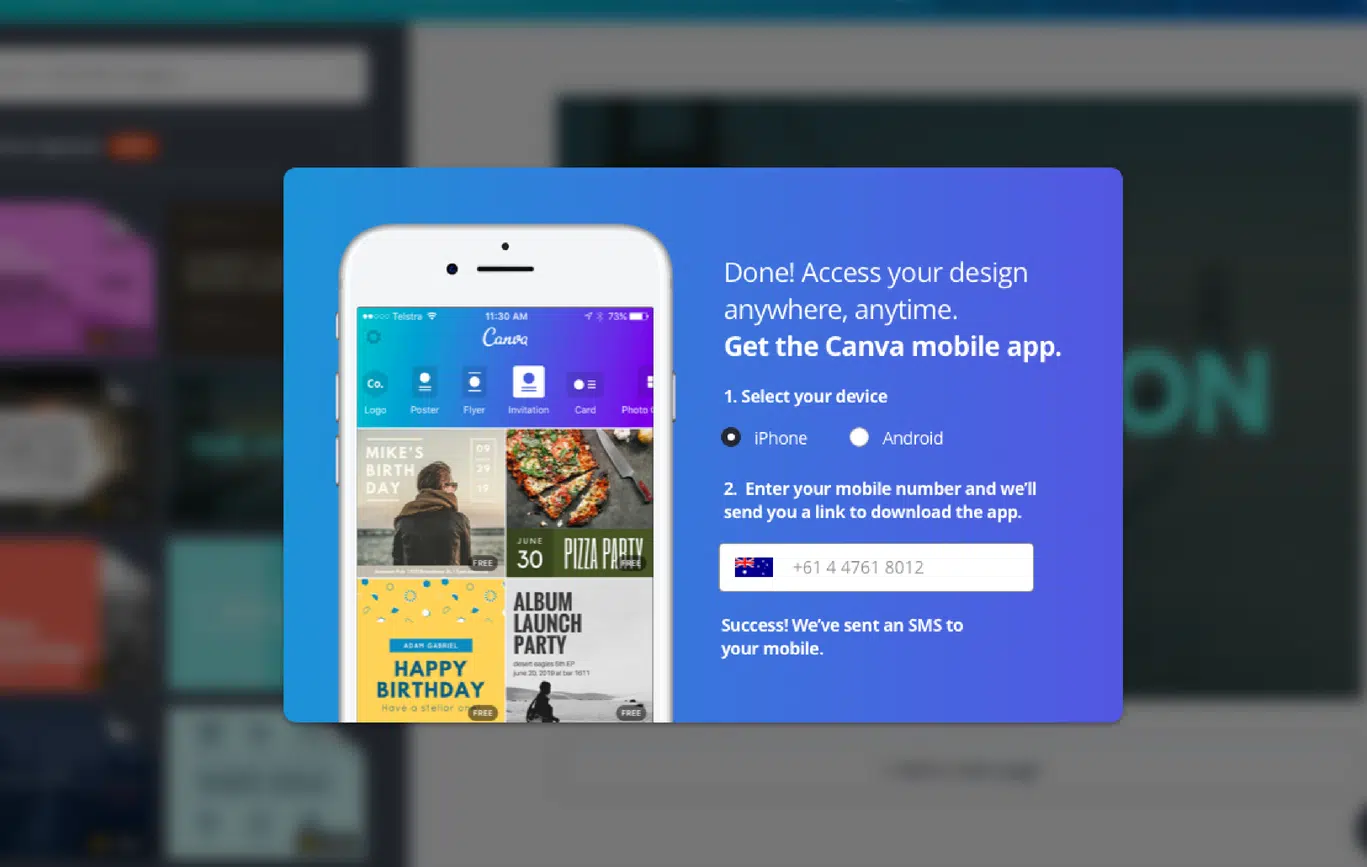 Telstra 11:30 AM 73%
Canva
Co.
Logo Poster Flyer Invitation Card Photo
MIKE'S
BIRTH
DAY
09
29
19
FREE
JUNE
30
PIZZA PARTY
FREE
ADAM GABRIEL
HAPPY
BIRTHDAY
Have a stellar
FREE
ALBUM
LAUNCH
PARTY
desert eagles 5th EP
june 20, 2019 at bar 1611
FREE
Done! Access your design
anywhere, anytime.
Get the Canva mobile app.
1. Select your device
iPhone Android
2. Enter your mobile number and we'll
send you a link to download the app.
+61 4 4761 8012
Success! We've sent an SMS to
your mobile.
ON